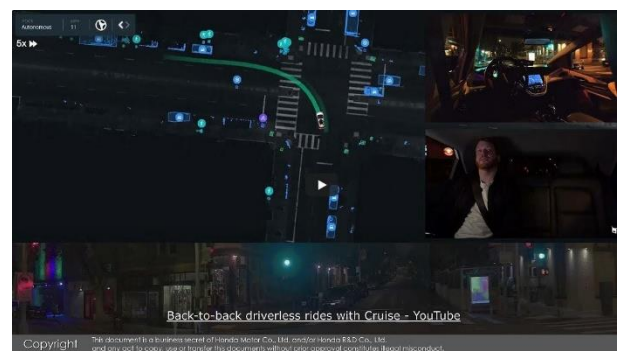 Autonomous
11
5x
Back-to-back driverless rides with Cruise - YouTube
Copyright
This document is a business secret of Honda Motor Co., Ltd. and/or Honda R&D Co., Ltd.
and any act to copy, use or transfer this documents without prior approval constitutes illegal misconduct.